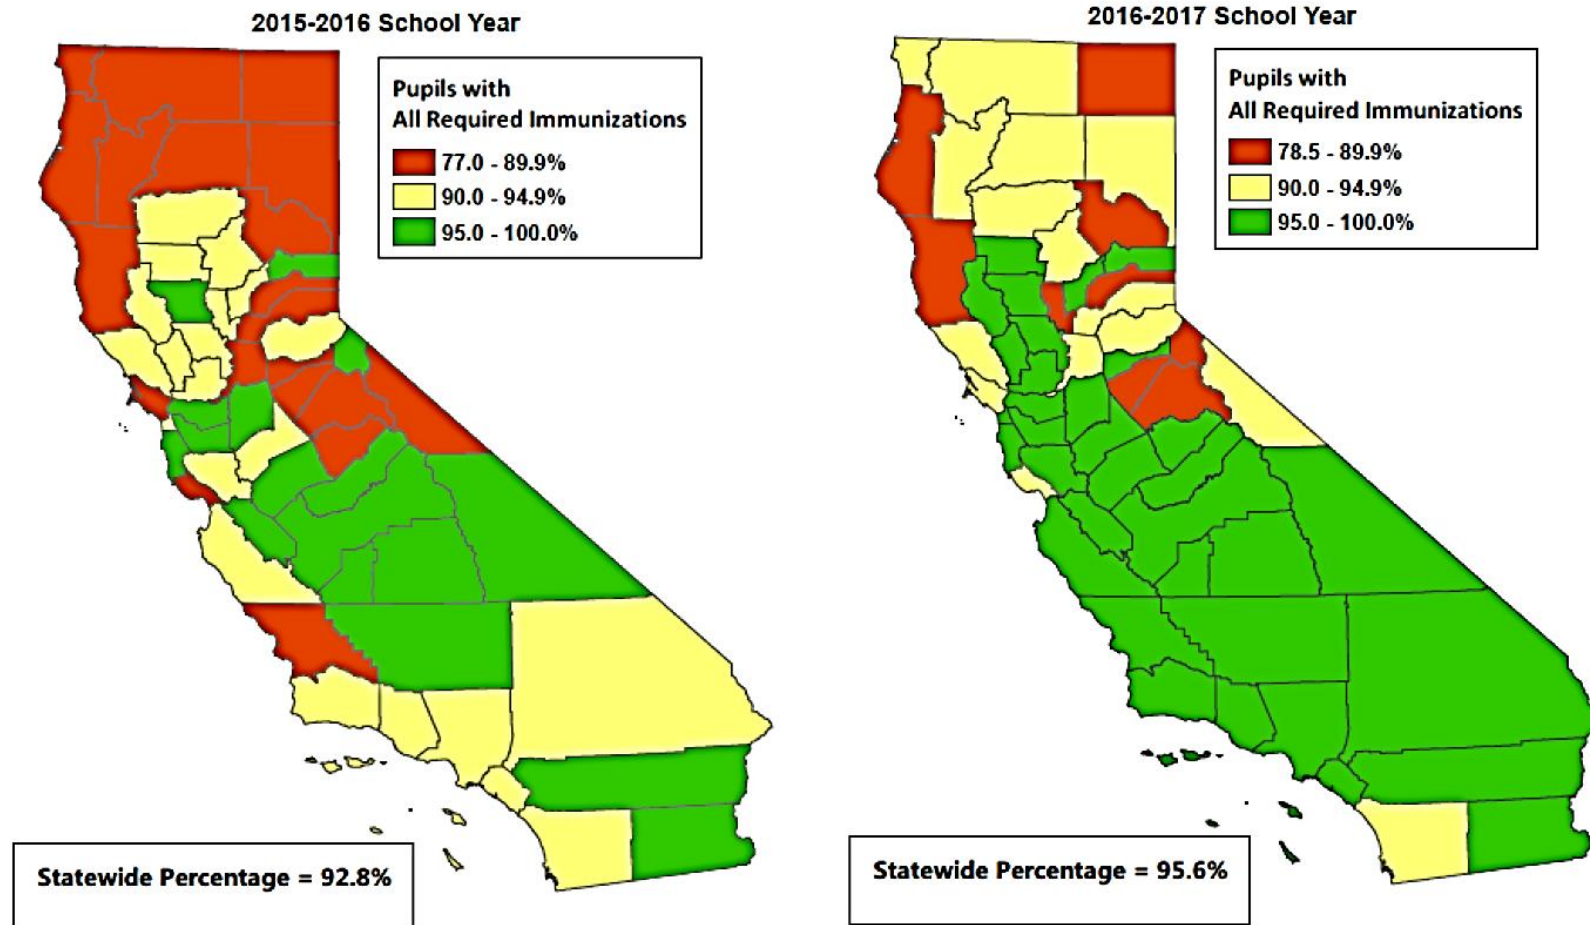 2015-2016 School Year
Pupils with
All Required Immunizations
77.0 - 89.9%
90.0 - 94.9%
95.0 - 100.0%
Statewide Percentage = 92.8%
2016-2017 School Year
Pupils with
All Required Immunizations
78.5 - 89.9%
90.0 - 94.9%
95.0 - 100.0%
Statewide Percentage = 95.6%